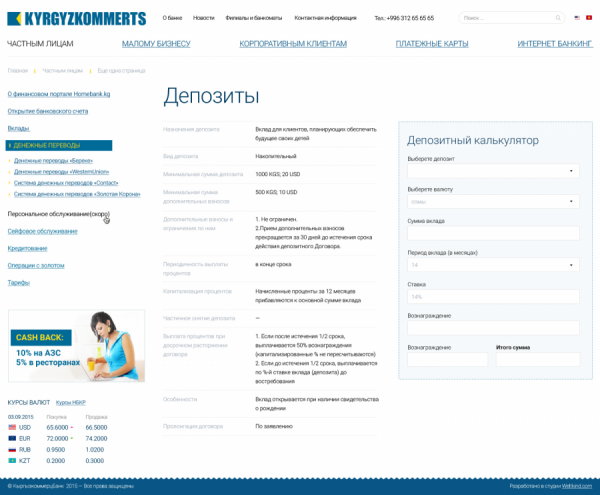 KYRGYZKOMMERTS
О банке Новости Филиалы и банкоматы Контактная информация Тел.: +996 312 65 65 65 Поиск ...
ЧАСТНЫМ ЛИЦАМ МАЛОМУ БИЗНЕСУ КОРПОРАТИВНЫМ КЛИЕНТАМ ПЛАТЕЖНЫЕ КАРТЫ ИНТЕРНЕТ БАНКИНГ
Главная Частным лицам Еще одна страница
О финансовом портале Homebank.kg
Открытие банковского счета
Вклады
ДЕНЕЖНЫЕ ПЕРЕВОДЫ
Денежные переводы «Береке»
Денежные переводы «WesternUnion»
Система денежных переводов «Contact»
Система денежных переводов «Золотая Корона»
Персональное обслуживание(скоро)
Сейфовое обслуживание
Кредитование
Операции с золотом
Тарифы
CASH BACK:
10% на АЗС
5% в ресторанах
КУРСЫ ВАЛЮТ Курсы НБКР
03.09.2015 Покупка Продажа
USD 65.6000 66.5000
EUR 72.0000 74.2000
RUB 0.9500 1.0200
KZT 0.2000 0.3000
Депозиты
Назначения депозита Вклад для клиентов, планирующих обеспечить
будущее своих детей
Вид депозита Накопительный
Минимальная сумма депозита 1000 KGS; 20 USD
Минимальная сумма
дополнительных взносов 500 KGS; 10 USD
Дополнительные взносы и
ограничения по ним
1. Не ограничен.
2.Прием дополнительных взносов
прекращается за 30 дней до истечения срока
действия депозитного Договора.
Периодичность выплаты
процентов в конце срока
Капитализация процентов Начисленные проценты за 12 месяцев
прибавляются к основной сумме вклада.
Частичное изятие депозита —
Выплата процентов при
досрочном расторжении
договора
1. Если после истечения 1/2 срока,
выплачивается 50% вознаграждения
(капитализированные % не пересчитываются)
2. Если до истечения 1/2 срока, выплачивается
по %-й ставке вклада (депозита) до
востребования
Особенности Вклад открывается при наличии свидетельства
о рождении
Пролонгация договора По заявлению.
Депозитный калькулятор
Выберете депозит
Выберите валюту
сомы
Сумма вклада
Период вклада (в месяцах)
14
Ставка
14%
Вознаграждение
Вознаграждение Итого сумма
© КыргызкоммерцБанк 2015 — Все права защищены Разработано в студии Wellkind.com